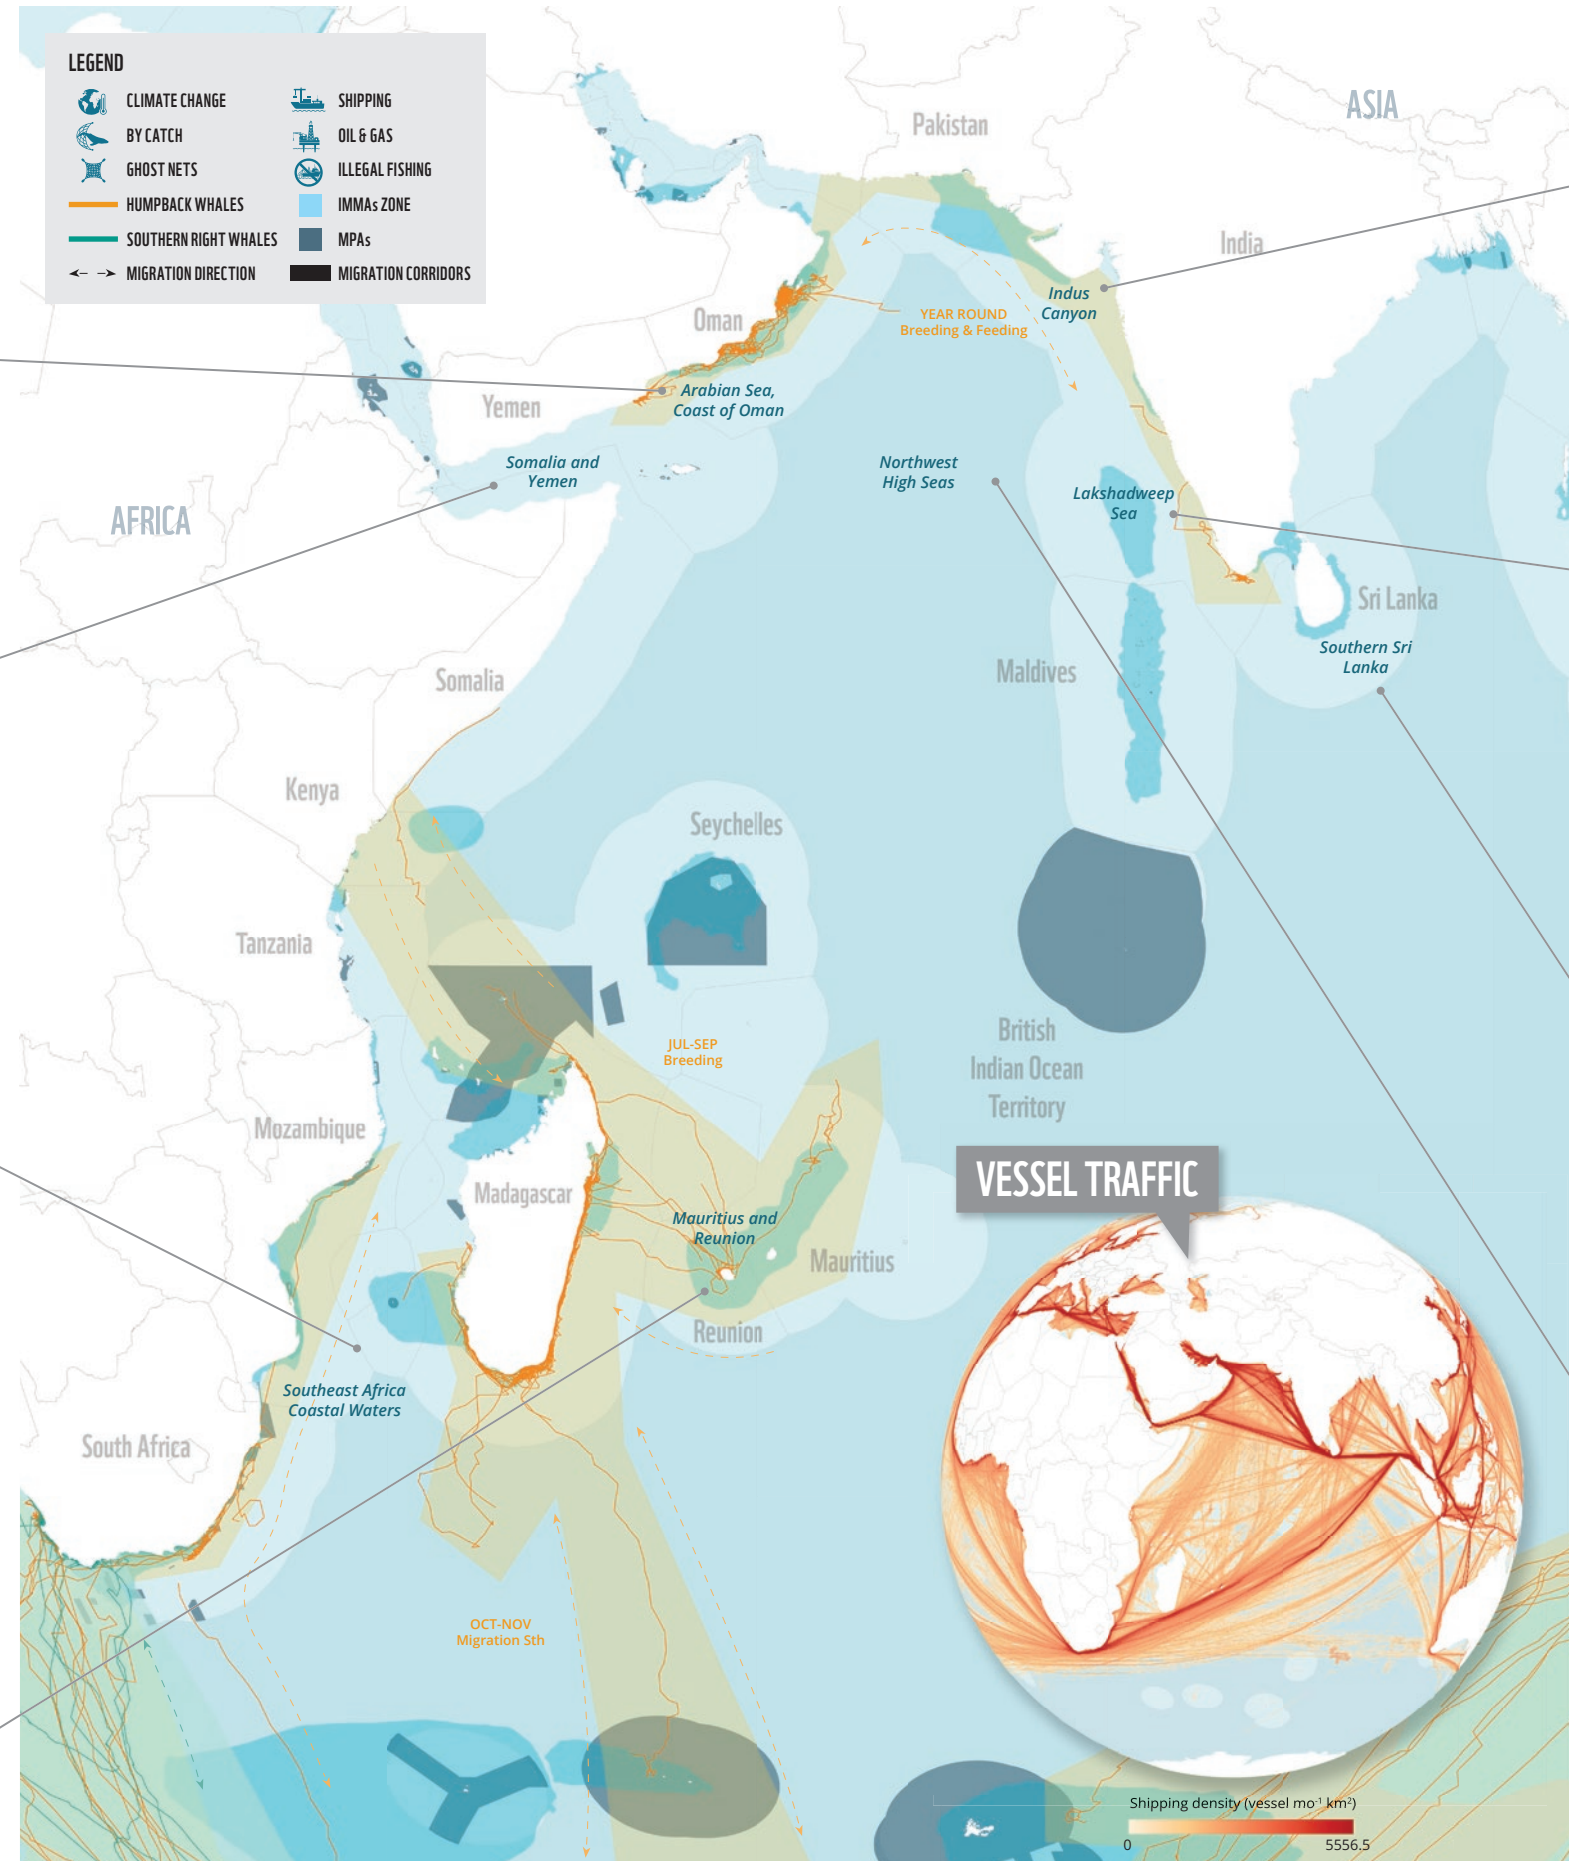 LEGEND
CLIMATE CHANGE
BY CATCH
GHOST NETS
HUMPBACK WHALES
SOUTHERN RIGHT WHALES
MIGRATION DIRECTION
SHIPPING
OIL & GAS
ILLEGAL FISHING
IMMAs ZONE
MPAs
MIGRATION CORRIDORS
ASIA
Pakistan
India
Indus
Canyon
YEAR ROUND
Breeding & Feeding
Oman
Arabian Sea,
Coast of Oman
Yemen
Somalia and
Yemen
Northwest
High Seas
Lakshadweep
Sea
AFRICA
Sri Lanka
Southern Sri
Lanka
Maldives
Somalia
Kenya
Seychelles
Tanzania
JUL-SEP
Breeding
British
Indian Ocean
Territory
Mozambique
Madagascar
Mauritius and
Reunion
Mauritius
Reunion
VESSEL TRAFFIC
Southeast Africa
Coastal Waters
South Africa
OCT-NOV
Migration Sth
Shipping density (vessel mo⁻¹ km²)
0
5556.5